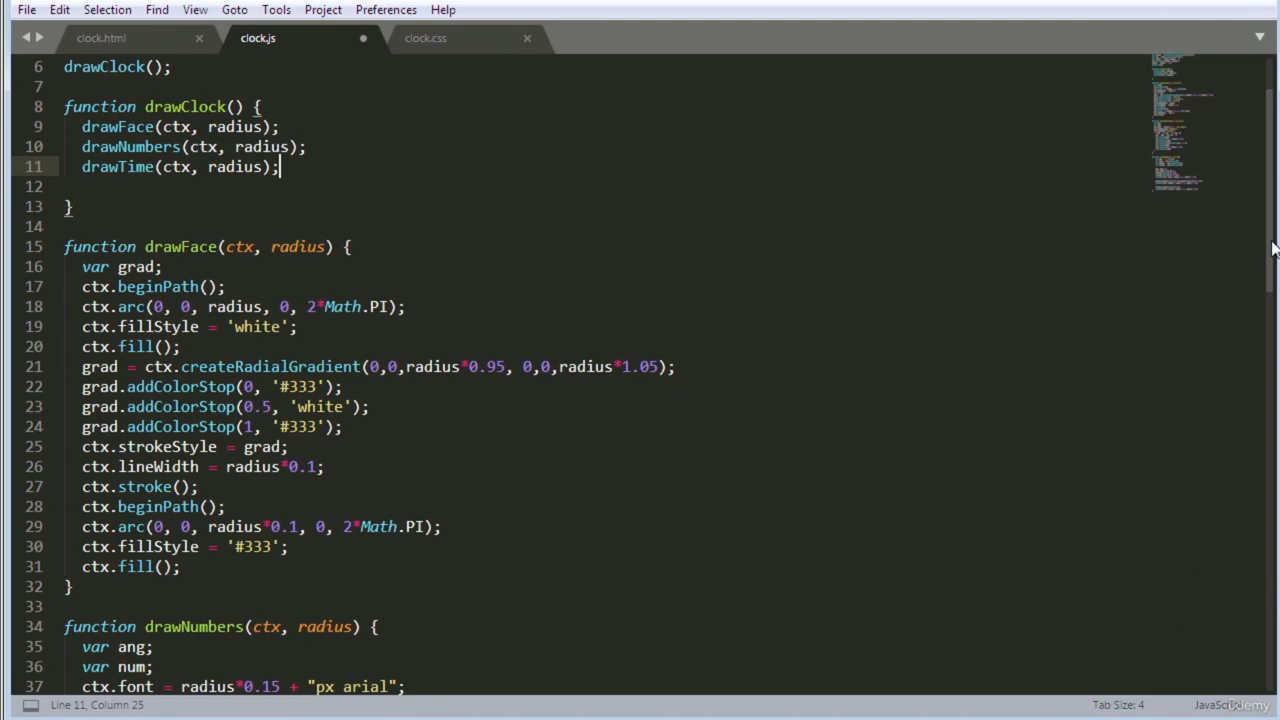 File Edit Selection Find View Goto Tools Project Preferences Help
clock.html × clock.js clock.css ×
6 drawClock();
7
8 function drawClock() {
9 drawFace(ctx, radius);
10 drawNumbers(ctx, radius);
11 drawTime(ctx, radius);
12
13 }
14
15 function drawFace(ctx, radius) {
16 var grad;
17 ctx.beginPath();
18 ctx.arc(0, 0, radius, 0, 2*Math.PI);
19 ctx.fillStyle = 'white';
20 ctx.fill();
21 grad = ctx.createRadialGradient(0,0,radius*0.95, 0,0,radius*1.05);
22 grad.addColorStop(0, '#333');
23 grad.addColorStop(0.5, 'white');
24 grad.addColorStop(1, '#333');
25 ctx.strokeStyle = grad;
26 ctx.lineWidth = radius*0.1;
27 ctx.stroke();
28 ctx.beginPath();
29 ctx.arc(0, 0, radius*0.1, 0, 2*Math.PI);
30 ctx.fillStyle = '#333';
31 ctx.fill();
32 }
33
34 function drawNumbers(ctx, radius) {
35 var ang;
36 var num;
37 ctx.font = radius*0.15 + "px arial";
Line 11, Column 25 Tab Size: 4 JavaScript